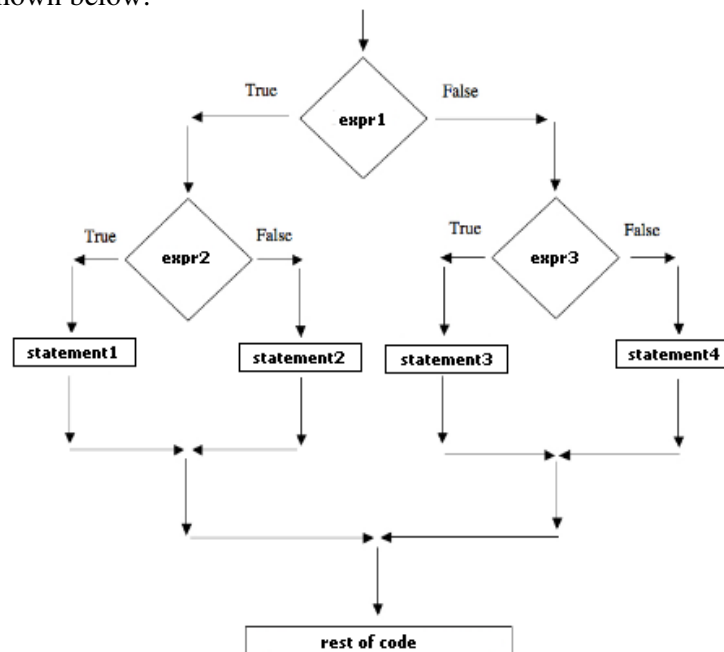 shown below:
True
False
expr1
True
False
True
False
expr2
expr3
statement1
statement2
statement3
statement4
rest of code